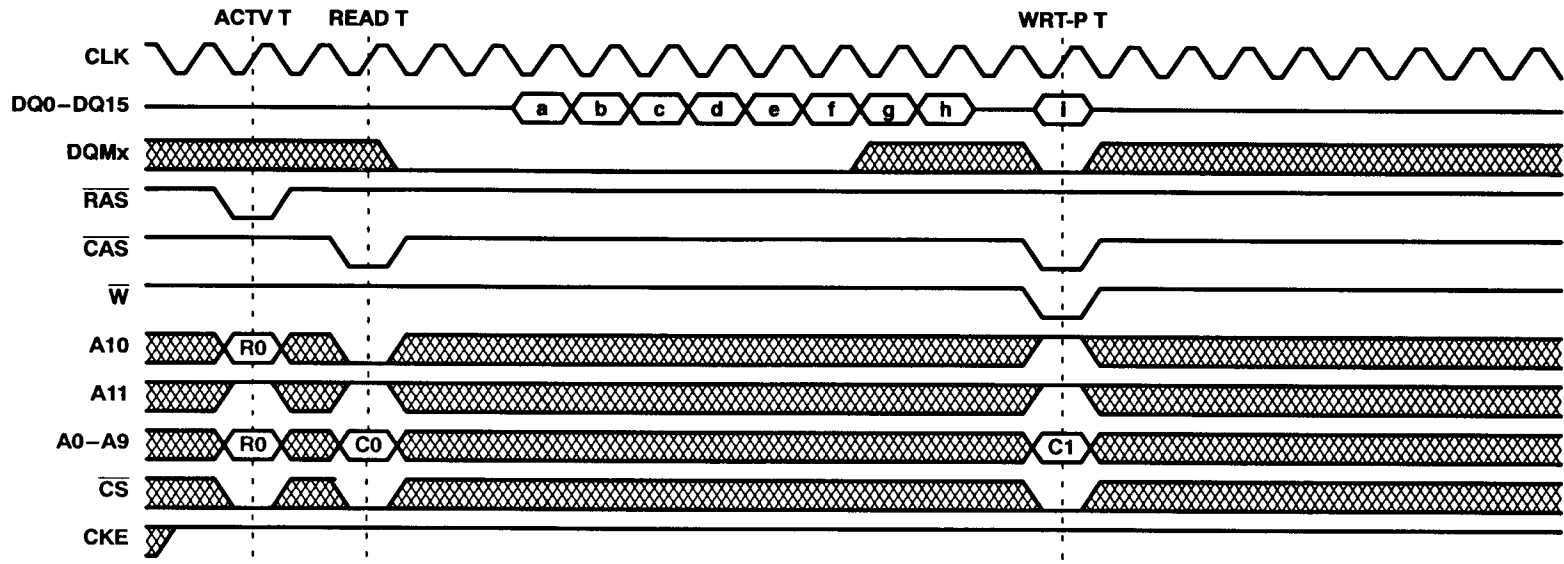 ACTV T READ T WRT-P T
CLK
DQ0–DQ15 a b c d e f g h i
DQMx
RAS
CAS
W
A10 R0
A11
A0–A9 R0 C0 C1
CS
CKE